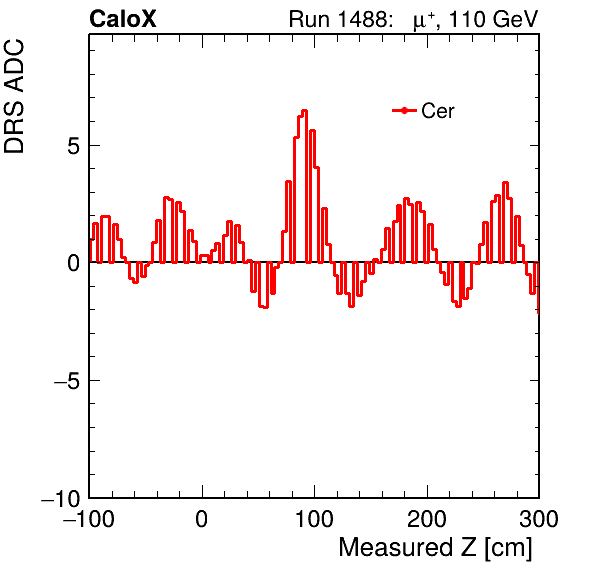 CaloX Run 1488: μ⁺, 110 GeV
DRS ADC
Cer
5
0
−5
−10
−100 0 100 200 300
Measured Z [cm]